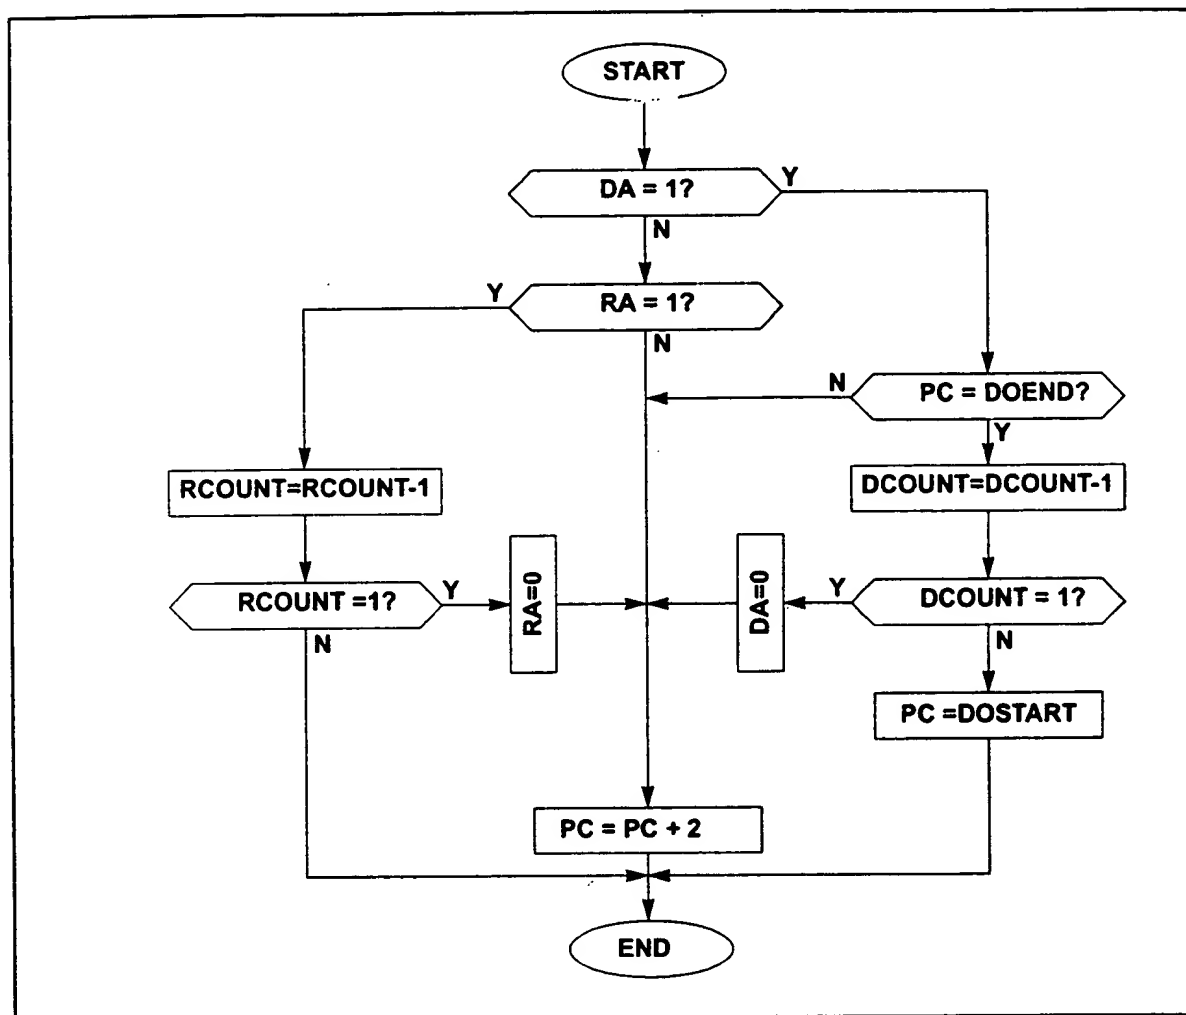 START
DA = 1?
Y
N
Y
RA = 1?
N
N
PC = DOEND?
Y
RCOUNT=RCOUNT-1
DCOUNT=DCOUNT-1
RCOUNT =1?
Y
RA=0
DA=0
Y
DCOUNT = 1?
N
N
PC =DOSTART
PC = PC + 2
END